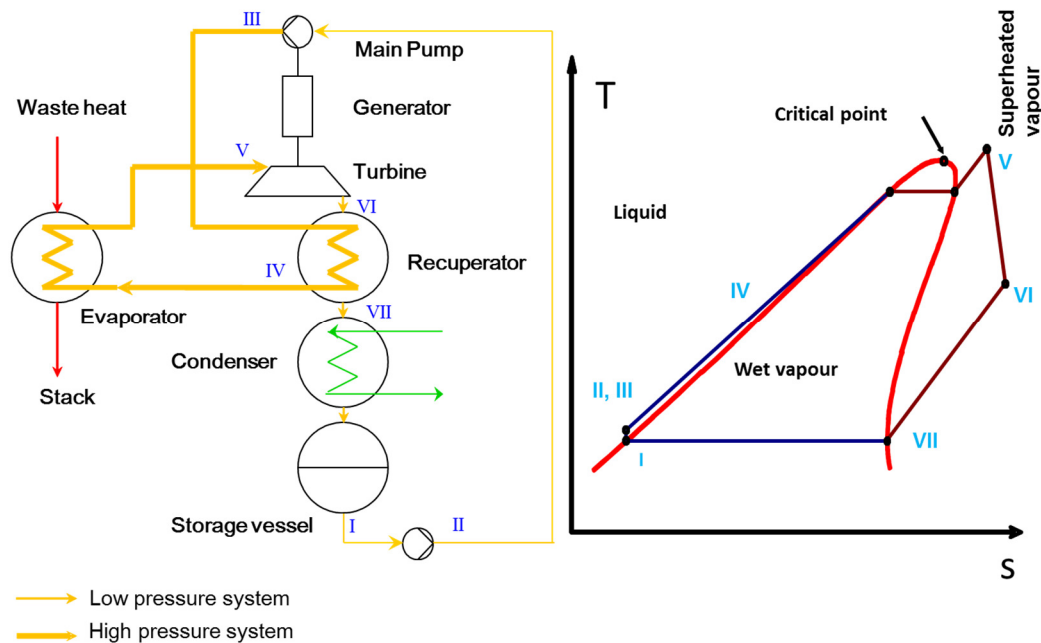 III
Main Pump
Waste heat
Generator
V
Turbine
VI
IV
Recuperator
Evaporator
VII
Condenser
Stack
Storage vessel
I
II
Low pressure system
High pressure system
T
Superheated
vapour
Critical point
V
Liquid
IV
VI
Wet vapour
II, III
I
VII
S